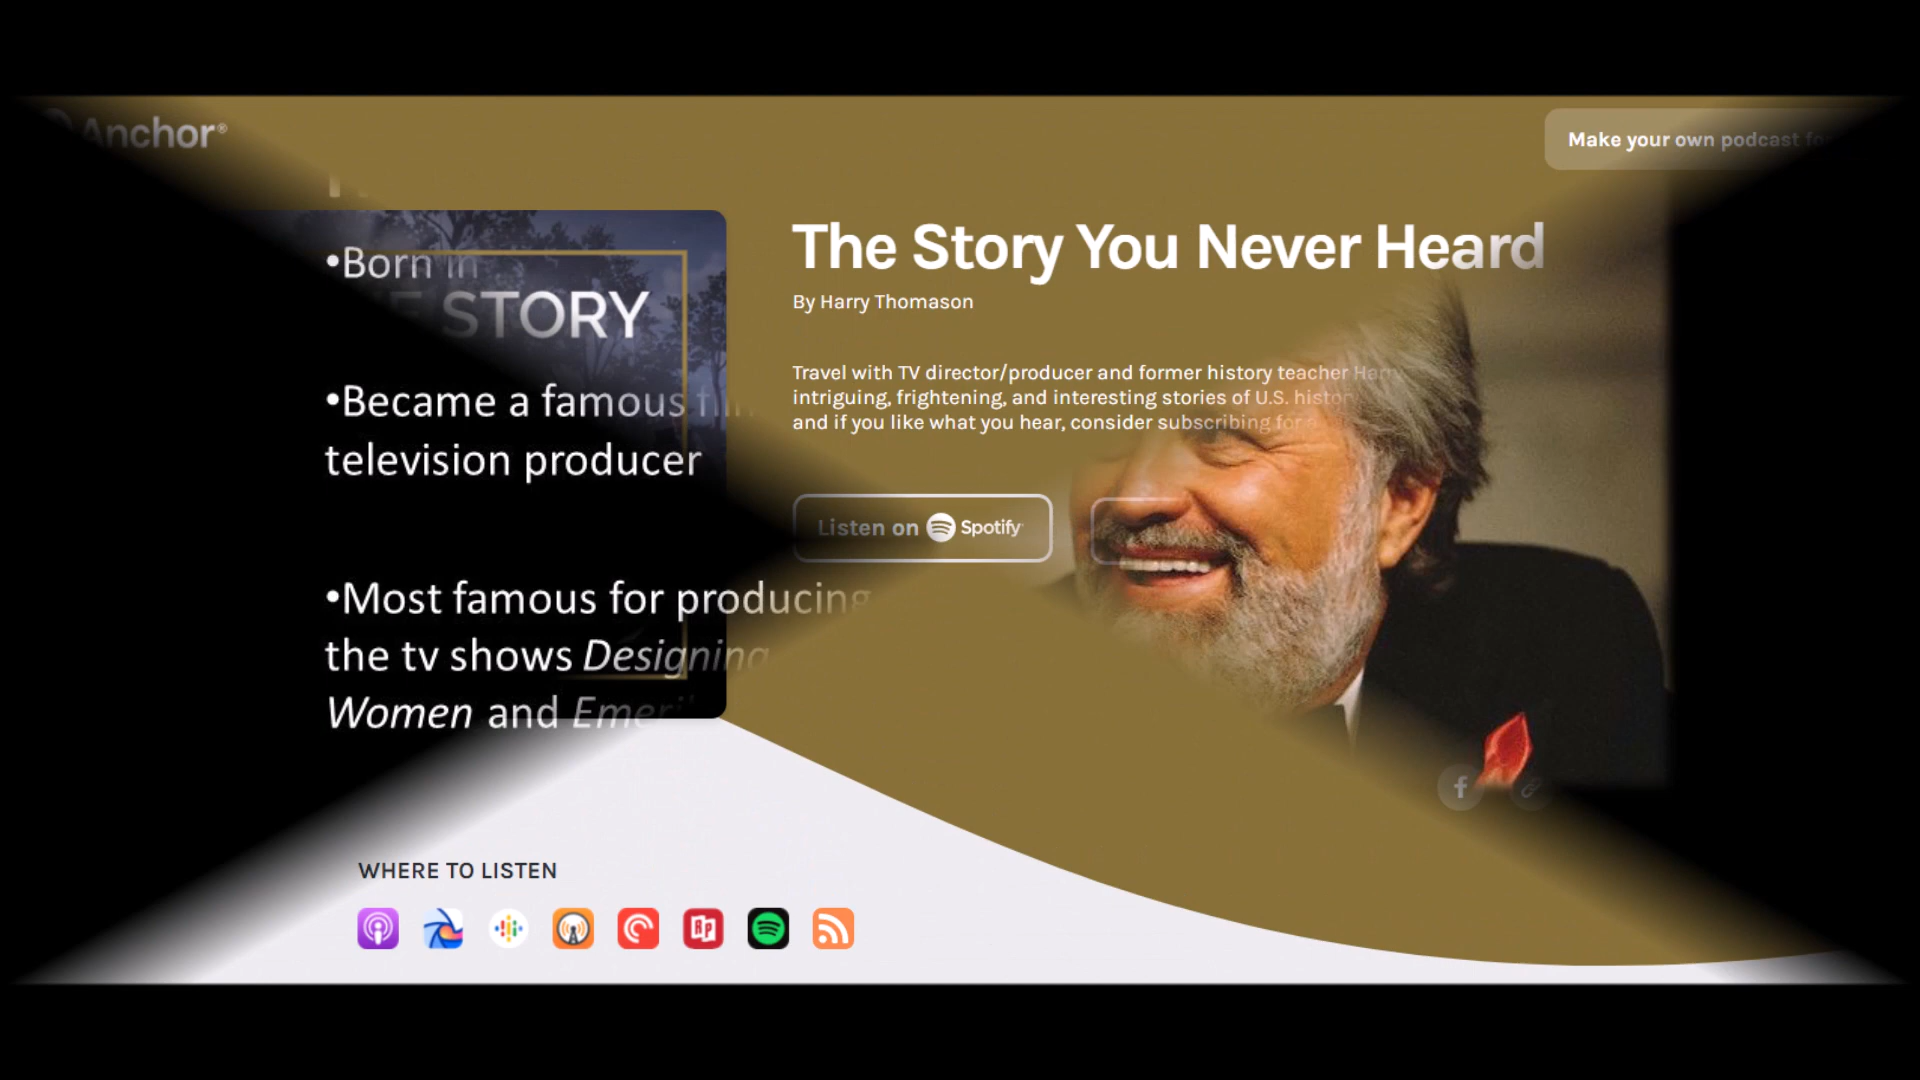 Anchor®
Make your own podcast
•Born in
STORY
•Became a famous
television producer
•Most famous for producing
the tv shows Designing
Women and
The Story You Never Heard
By Harry Thomason
Travel with TV director/producer and former history teacher
intriguing, frightening, and interesting stories of U.S.
and if you like what you hear, consider subscribing for
Listen on Spotify
WHERE TO LISTEN
RP